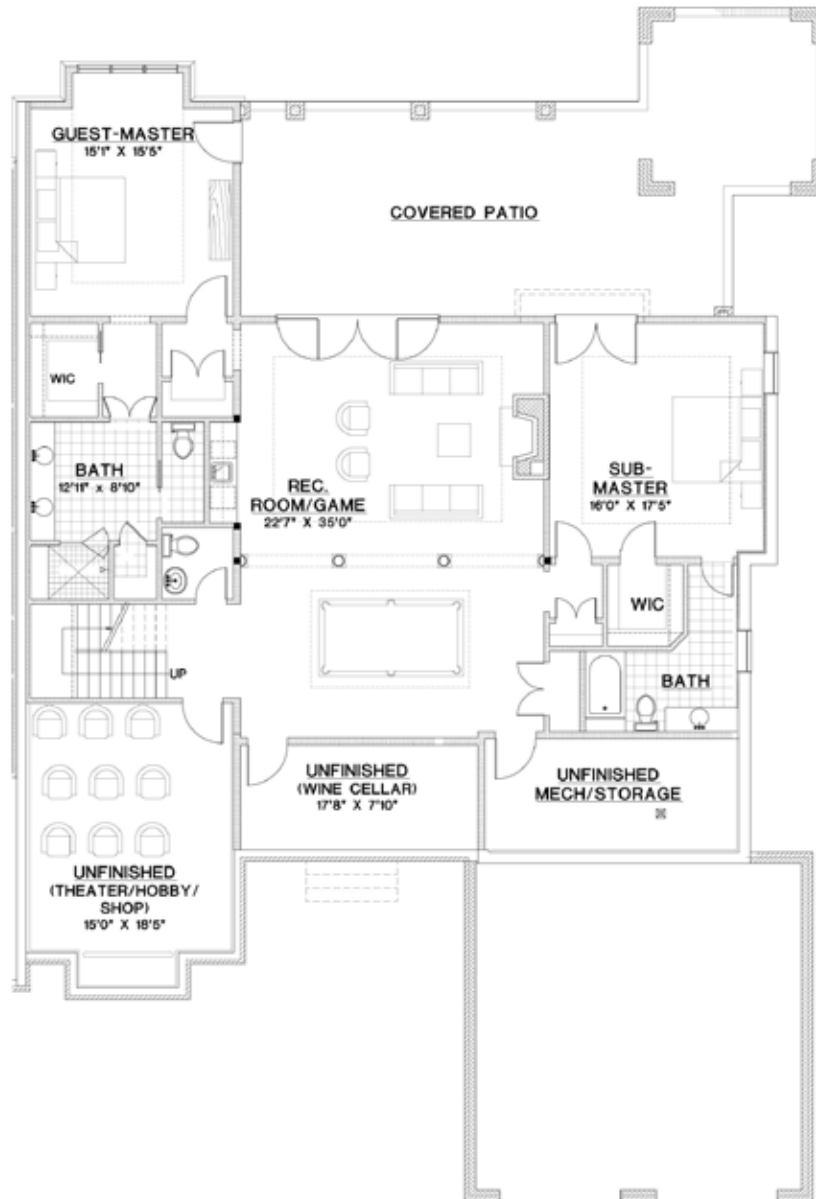 GUEST-MASTER
15'1" X 15'5"
COVERED PATIO
WIC
BATH
12'11" x 8'10"
REC.
ROOM/GAME
22'7" X 35'0"
SUB-
MASTER
16'0" X 17'5"
WIC
UP
BATH
UNFINISHED
(WINE CELLAR)
17'8" X 7'10"
UNFINISHED
MECH/STORAGE
UNFINISHED
(THEATER/HOBBY/
SHOP)
15'0" X 18'5"